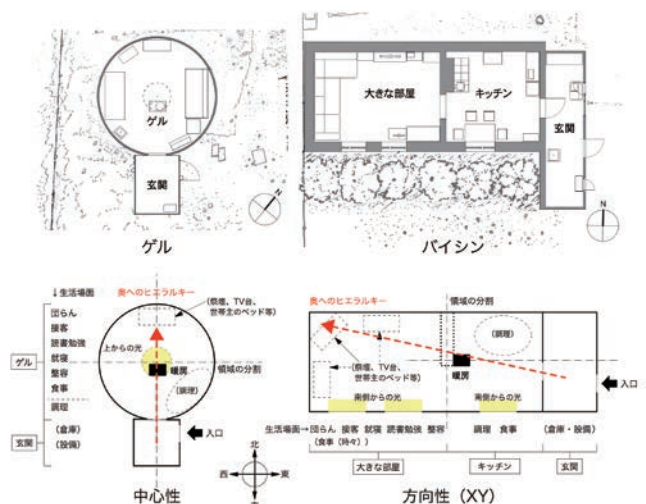 ゲル
玄関
N
ゲル
大きな部屋
キッチン
玄関
N
バイシン
↓生活場面
団らん
接客
読書勉強
就寝
整容
食事
調理
(倉庫)
(設備)
ゲル
玄関
奥へのヒエラルキー
(祭壇、TV台、
世帯主のベッド等)
上からの光
暖房
領域の分割
(調理)
入口
北
西
東
中心性
奥へのヒエラルキー
領域の分割
(調理)
(祭壇、TV台、
世帯主のベッド等)
暖房
入口
南側からの光
南側からの光
生活場面→団らん 接客 就寝 読書勉強 整容 調理 食事 (倉庫・設備)
(食事(時々))
大きな部屋
キッチン
玄関
方向性(XY)